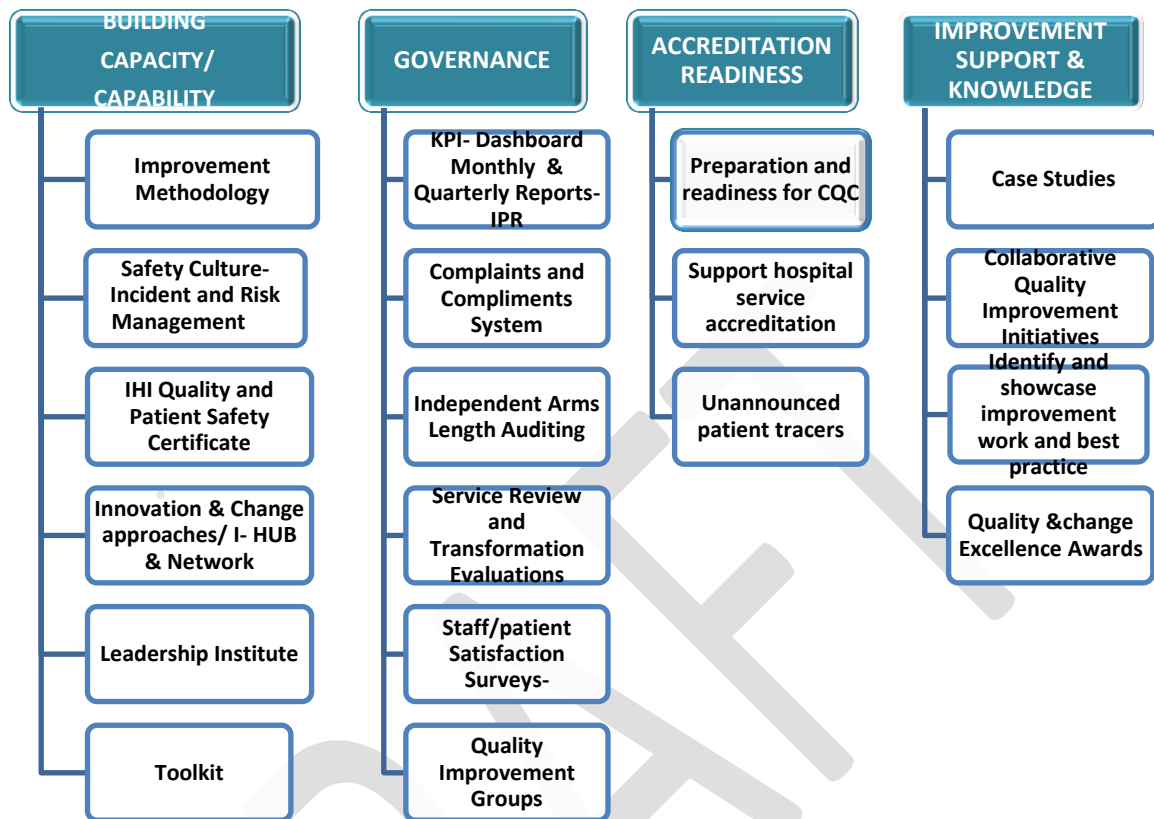 BUILDING
CAPACITY/
CAPABILITY
Improvement
Methodology
Safety Culture-
Incident and Risk
Management
IHI Quality and
Patient Safety
Certificate
Innovation & Change
approaches/ I- HUB
& Network
Leadership Institute
Toolkit
GOVERNANCE
KPI- Dashboard
Monthly &
Quarterly Reports-
IPR
Complaints and
Compliments
System
Independent Arms
Length Auditing
Service Review
and
Transformation
Evaluations
Staff/patient
Satisfaction
Surveys-
Quality
Improvement
Groups
ACCREDITATION
READINESS
Preparation and
readiness for CQC
Support hospital
service
accreditation
Unannounced
patient tracers
IMPROVEMENT
SUPPORT &
KNOWLEDGE
Case Studies
Collaborative
Quality
Improvement
Initiatives
Identify and
showcase
improvement
work and best
practice
Quality &change
Excellence Awards
DRAFT